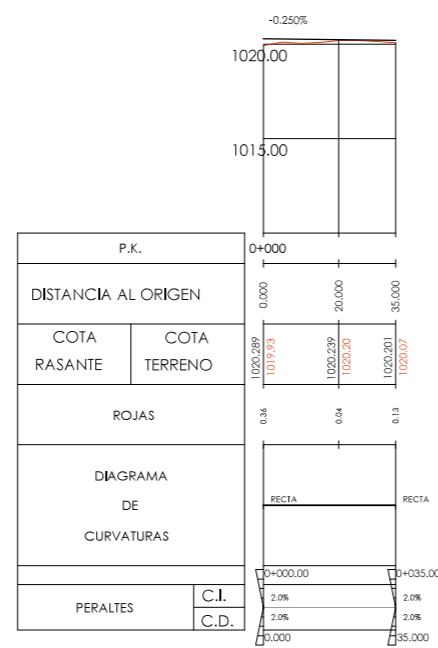 -0.250%
1020.00
1015.00
P.K. 0+000
DISTANCIA AL ORIGEN 0.000 20.000 35.000
COTA RASANTE 1020.289 1020.239 1020.201
COTA TERRENO 1019.93 1020.20 1020.07
ROJAS 0.36 0.04 0.13
DIAGRAMA
DE
CURVATURAS
RECTA RECTA
0+000.00 0+035.00
PERALTES
C.I. 2.0% 2.0%
C.D. 2.0% 2.0%
0.000 35.000